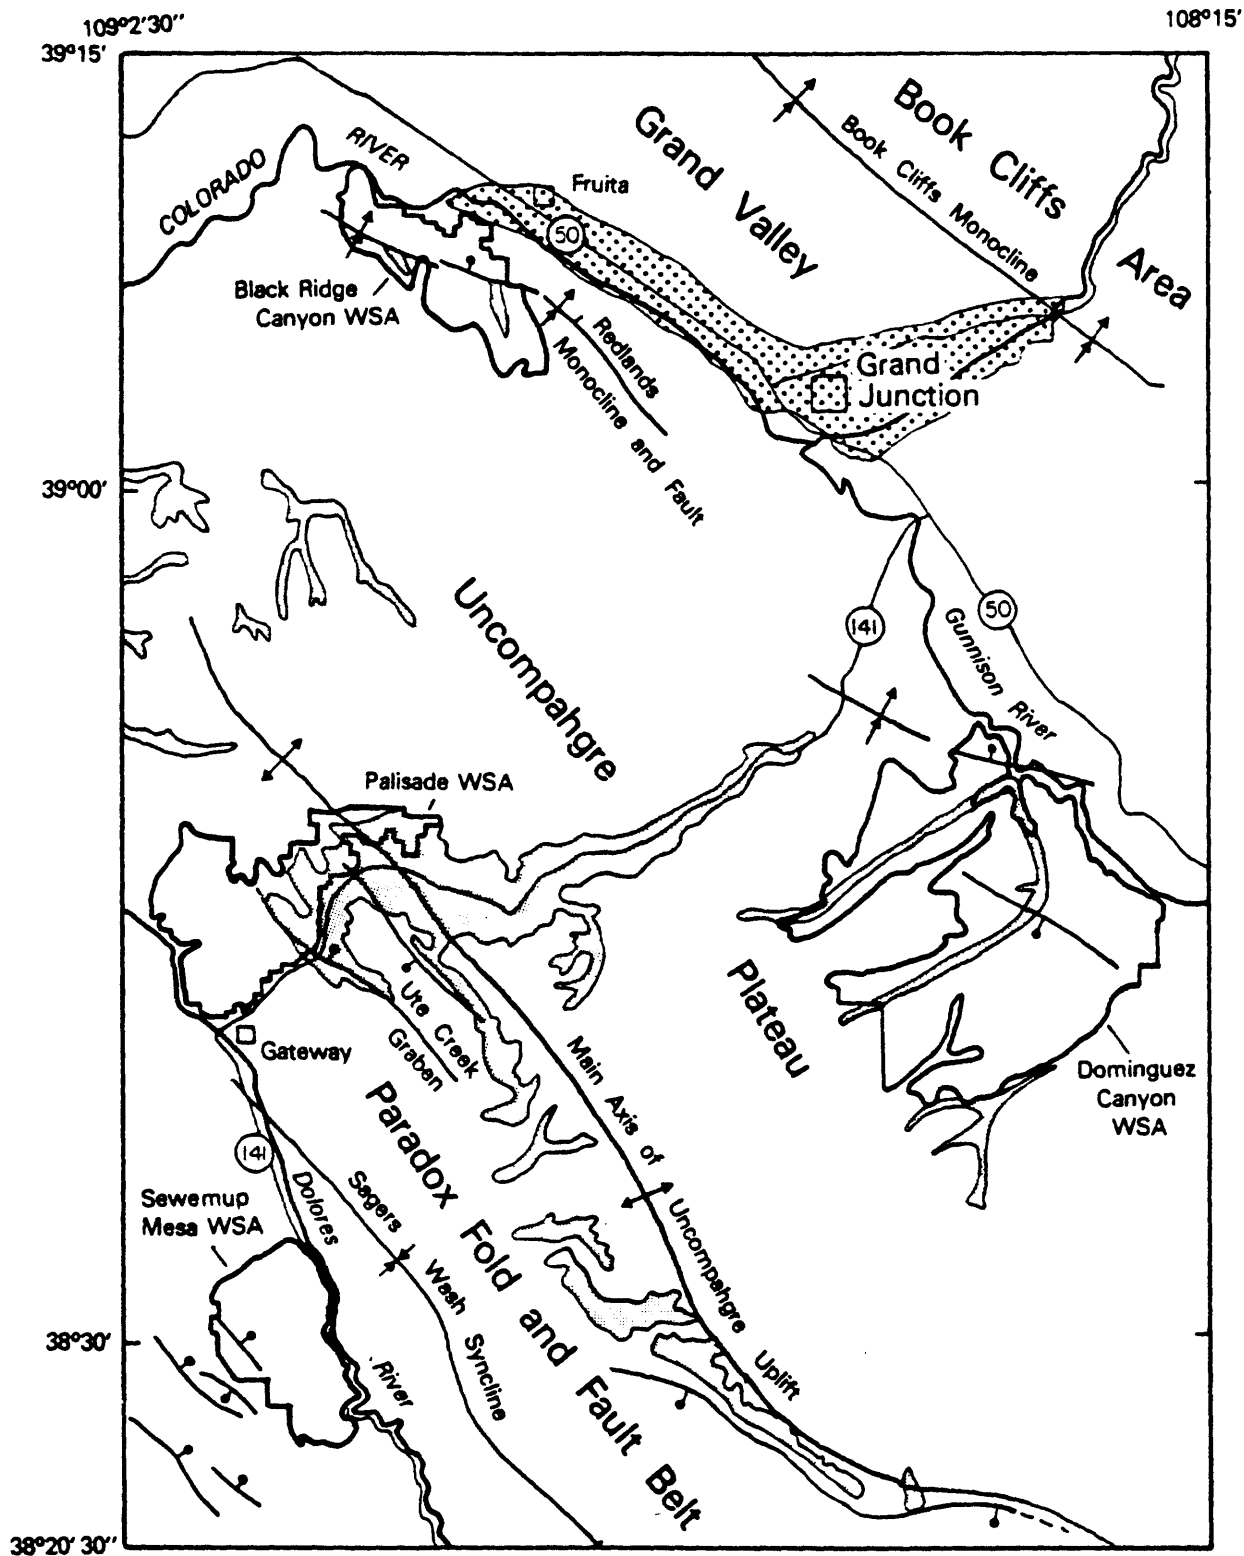 109°2'30''
108°15'
39°15'
COLORADO
RIVER
Fruita
50
Grand Valley
Book Cliffs
Area
Book Cliffs Monocline
Black Ridge
Canyon WSA
Redlands
Monocline and Fault
Grand
Junction
39°00'
Uncompahgre
141
50
Gunnison River
Palisade WSA
Plateau
Ute Creek
Graben
Gateway
Main Axis of Uncompahgre Uplift
Dominguez
Canyon
WSA
Paradox Fold and Fault Belt
141
Dolores
River
Sagers Wash Syncline
Sewemup
Mesa WSA
38°30'
38°20'30''